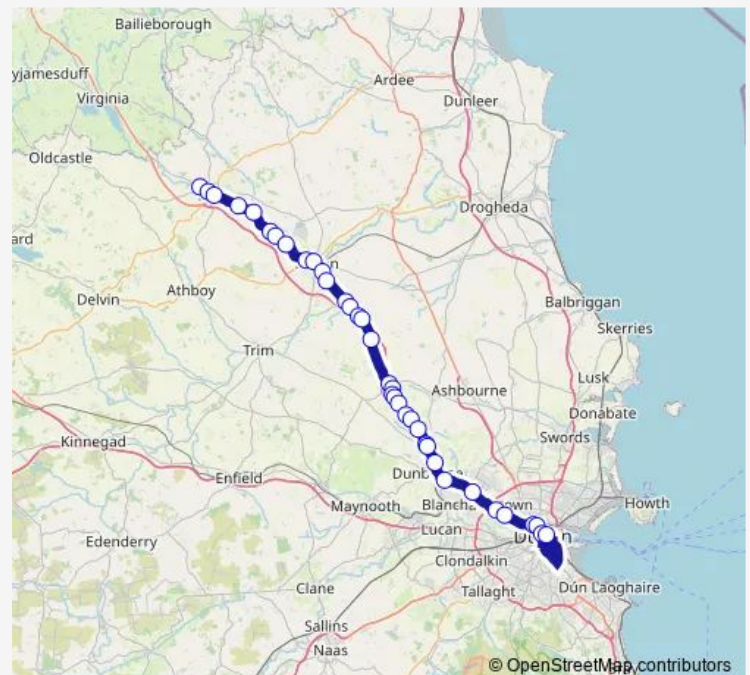 Bailieborough
yjamesduff
Ardee
Virginia
Dunleer
Oldcastle
Drogheda
ard
n
Athboy
Delvin
Balbriggan
Skerries
Trim
Lusk
Ashbourne
Donabate
Swords
Kinnegad
Enfield
Maynooth
Howth
Lucan
Edenderry
Clondalkin
Clane
Tallaght
Dún Laoghaire
Sallins
Naas
© OpenStreetMap contributors